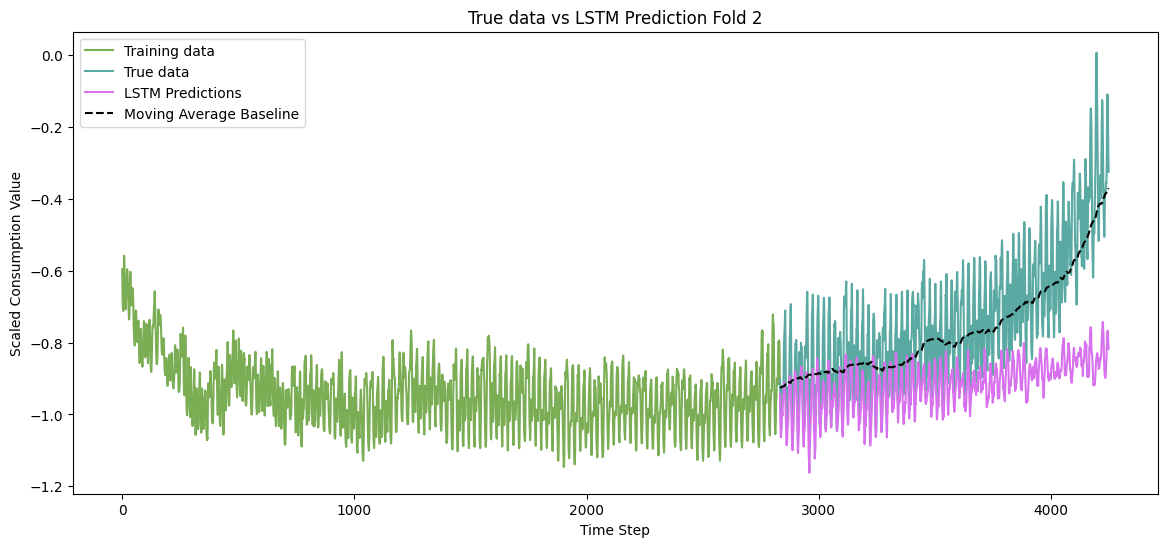 True data vs LSTM Prediction Fold 2
Training data
True data
LSTM Predictions
Moving Average Baseline
Scaled Consumption Value
0.0
−0.2
−0.4
−0.6
−0.8
−1.0
−1.2
0 1000 2000 3000 4000
Time Step